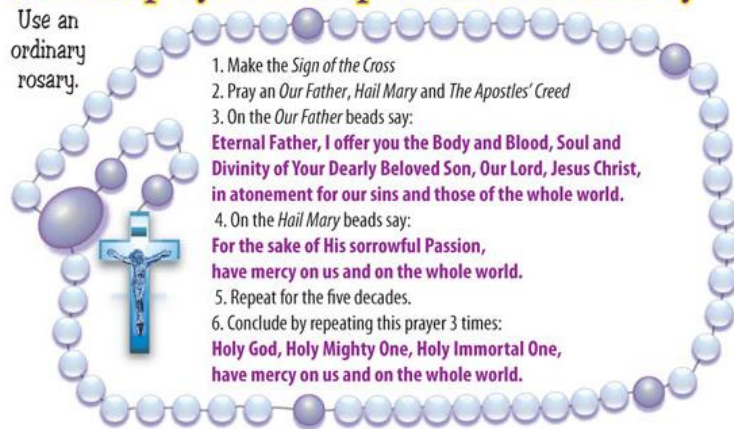 Use an
ordinary
rosary.
1. Make the Sign of the Cross
2. Pray an Our Father, Hail Mary and The Apostles' Creed
3. On the Our Father beads say:
Eternal Father, I offer you the Body and Blood, Soul and
Divinity of Your Dearly Beloved Son, Our Lord, Jesus Christ,
in atonement for our sins and those of the whole world.
4. On the Hail Mary beads say:
For the sake of His sorrowful Passion,
have mercy on us and on the whole world.
5. Repeat for the five decades.
6. Conclude by repeating this prayer 3 times:
Holy God, Holy Mighty One, Holy Immortal One,
have mercy on us and on the whole world.